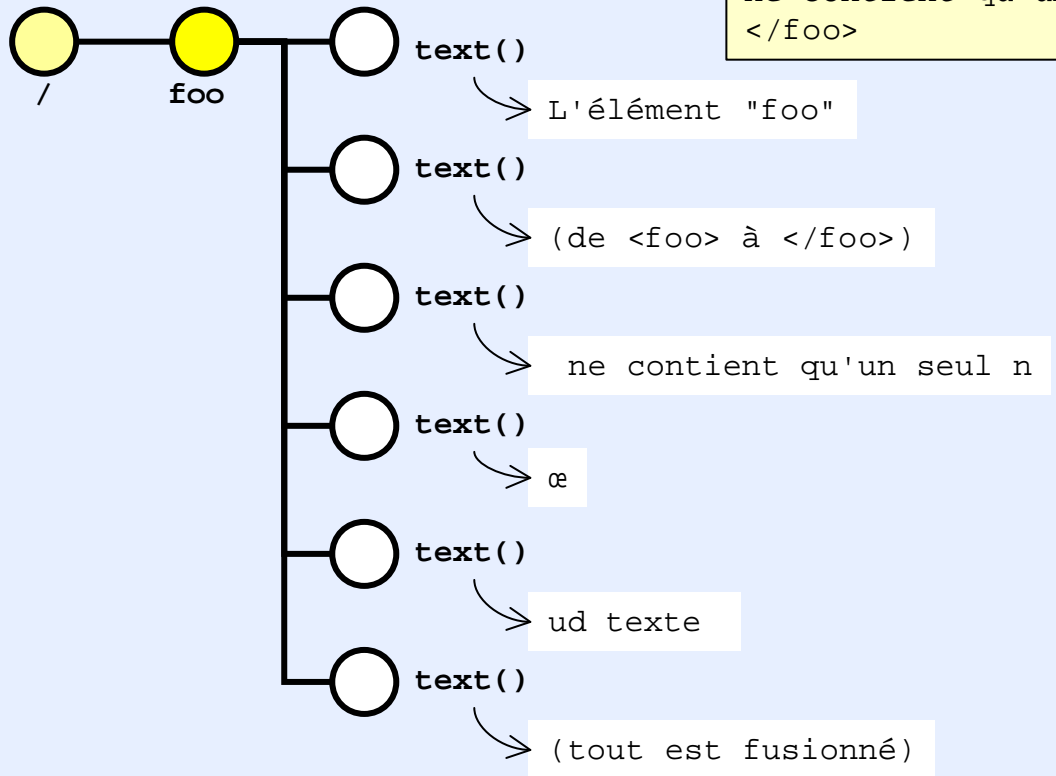 </foo>
/
foo
text()
L'élément "foo"
text()
(de <foo> à </foo>)
text()
ne contient qu'un seul n
text()
œ
text()
ud texte
text()
(tout est fusionné)